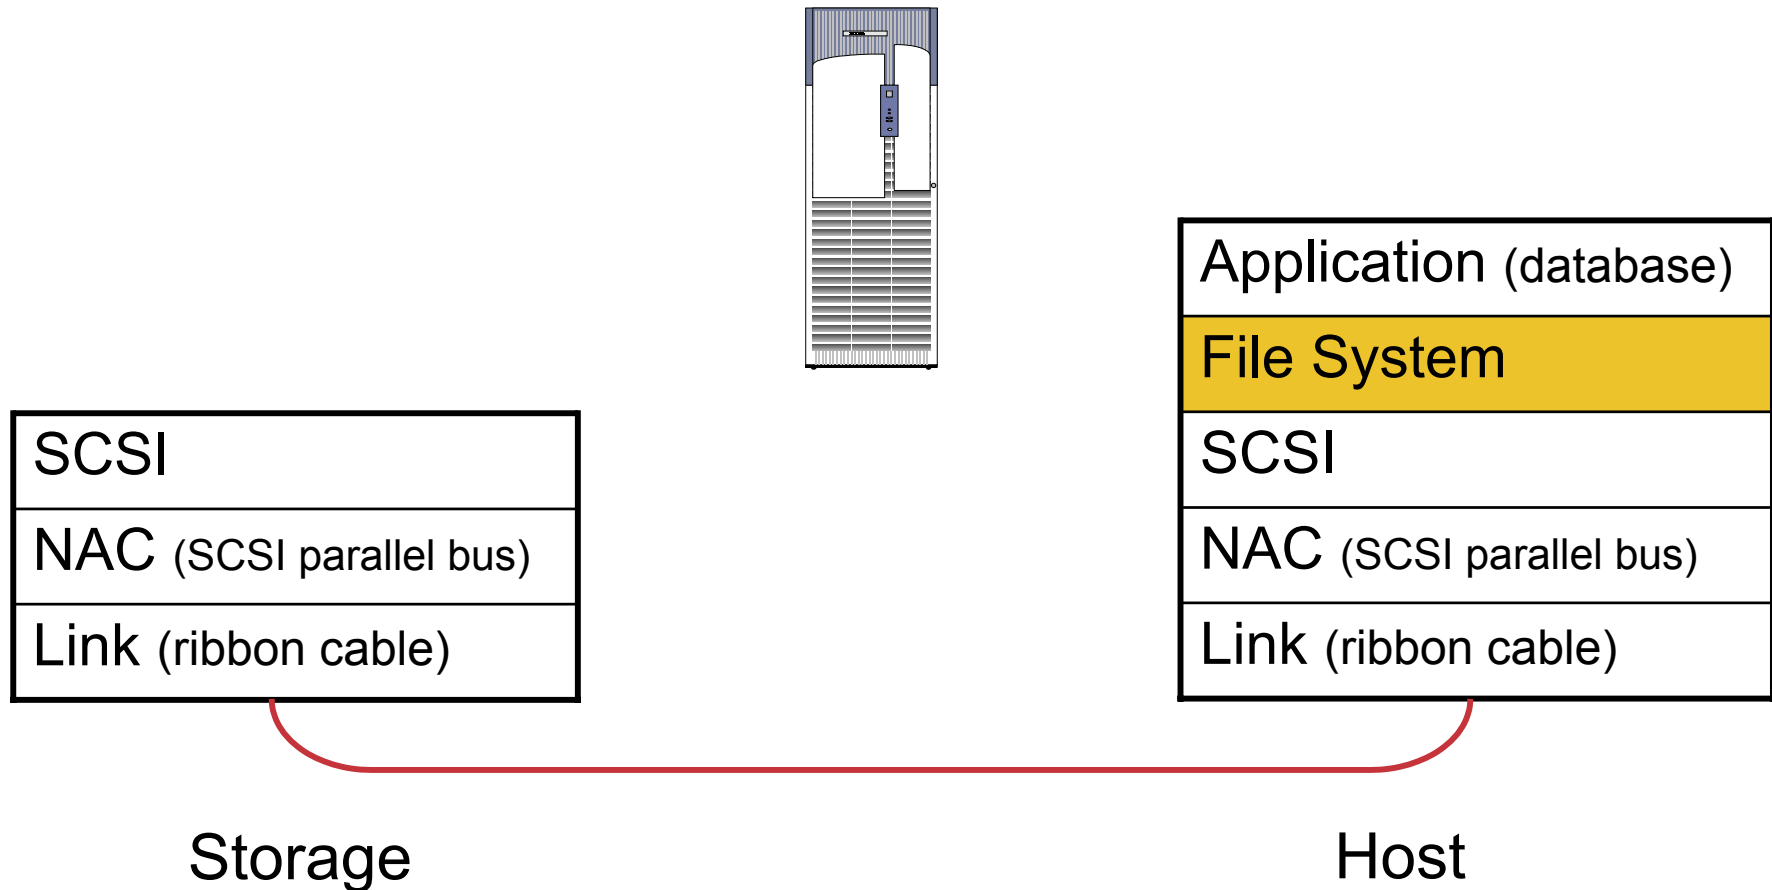 SCSI
NAC (SCSI parallel bus)
Link (ribbon cable)
Storage
Application (database)
File System
SCSI
NAC (SCSI parallel bus)
Link (ribbon cable)
Host